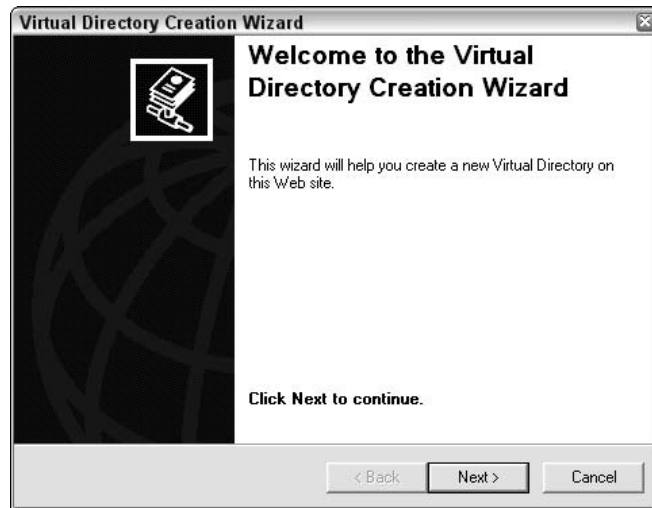 Virtual Directory Creation Wizard
Welcome to the Virtual
Directory Creation Wizard
This wizard will help you create a new Virtual Directory on
this Web site.
Click Next to continue.
< Back
Next >
Cancel